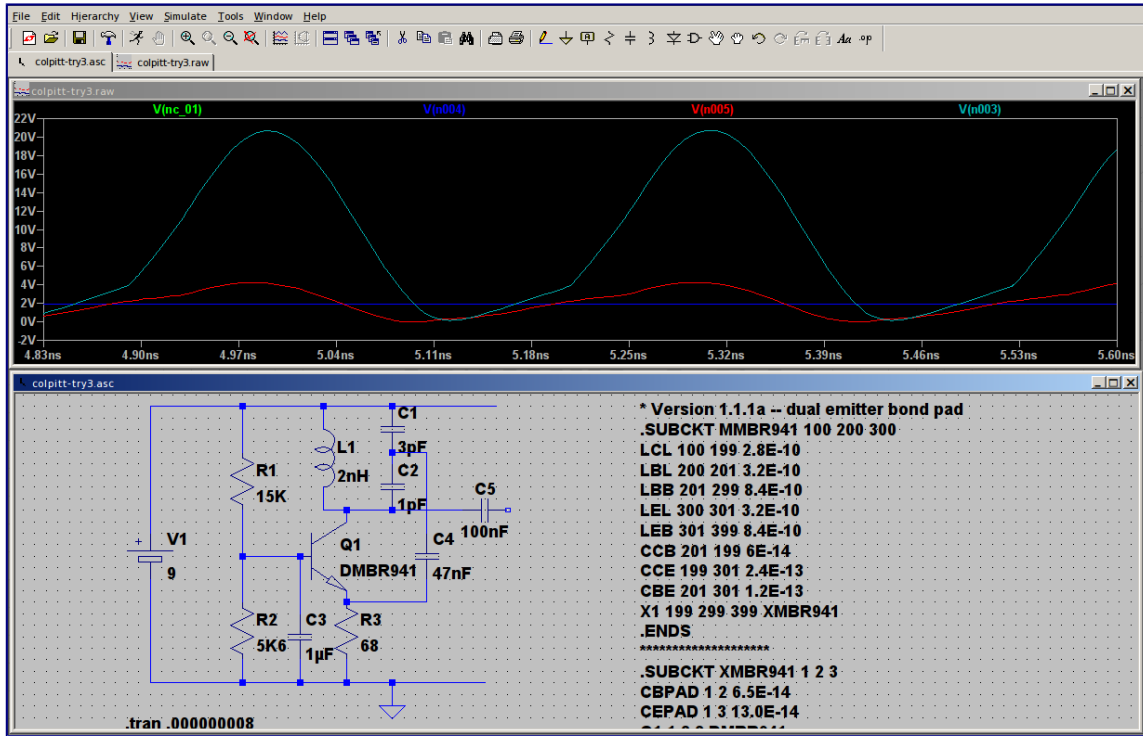 File Edit Hierarchy View Simulate Tools Window Help
Aa .op
colpitt-try3.asc colpitt-try3.raw
colpitt-try3.raw
V(nc_01) V(n004) V(n005) V(n003)
22V
20V
18V
16V
14V
12V
10V
8V
6V
4V
2V
0V
-2V
4.83ns 4.90ns 4.97ns 5.04ns 5.11ns 5.18ns 5.25ns 5.32ns 5.39ns 5.46ns 5.53ns 5.60ns
colpitt-try3.asc
C1
3pF
L1
2nH
C2
1pF
R1
15K
C5
100nF
V1
9
+
Q1
DMBR941
C4
47nF
R2
5K6
C3
1µF
R3
68
.tran .000000008
* Version 1.1.1a -- dual emitter bond pad
.SUBCKT MMBR941 100 200 300
LCL 100 199 2.8E-10
LBL 200 201 3.2E-10
LBB 201 299 8.4E-10
LEL 300 301 3.2E-10
LEB 301 399 8.4E-10
CCB 201 199 6E-14
CCE 199 301 2.4E-13
CBE 201 301 1.2E-13
X1 199 299 399 XMBR941
.ENDS
********************
.SUBCKT XMBR941 1 2 3
CBPAD 1 2 6.5E-14
CEPAD 1 3 13.0E-14